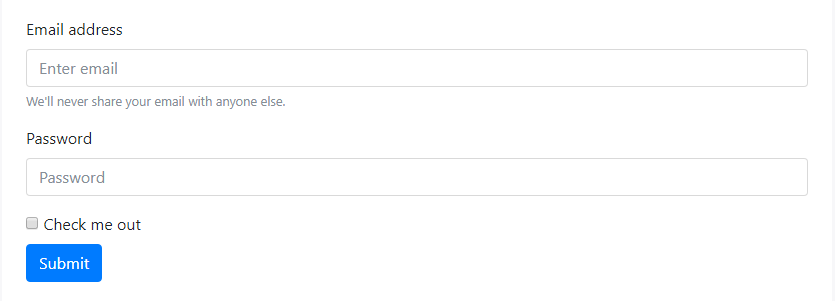 Email address
Enter email
We'll never share your email with anyone else.
Password
Password
Check me out
Submit